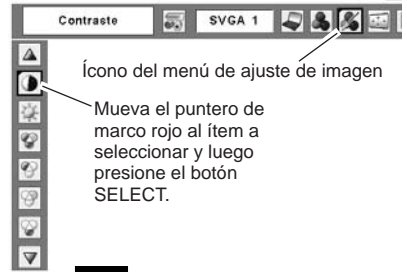 Contraste
SVGA 1
Ícono del menú de ajuste de imagen
Mueva el puntero de
marco rojo al ítem a
seleccionar y luego
presione el botón
SELECT.